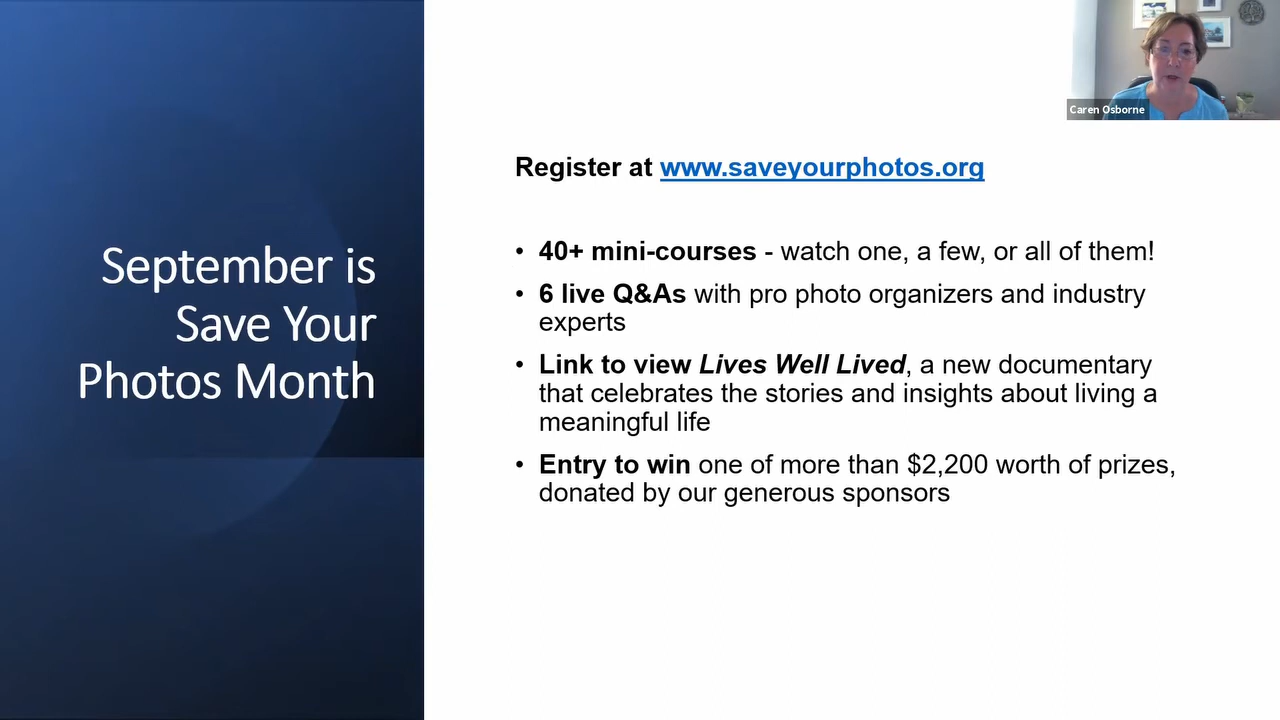 September is
Save Your
Photos Month
Caren Osborne
Register at www.saveyourphotos.org
• 40+ mini-courses - watch one, a few, or all of them!
• 6 live Q&As with pro photo organizers and industry
experts
• Link to view Lives Well Lived, a new documentary
that celebrates the stories and insights about living a
meaningful life
• Entry to win one of more than $2,200 worth of prizes,
donated by our generous sponsors